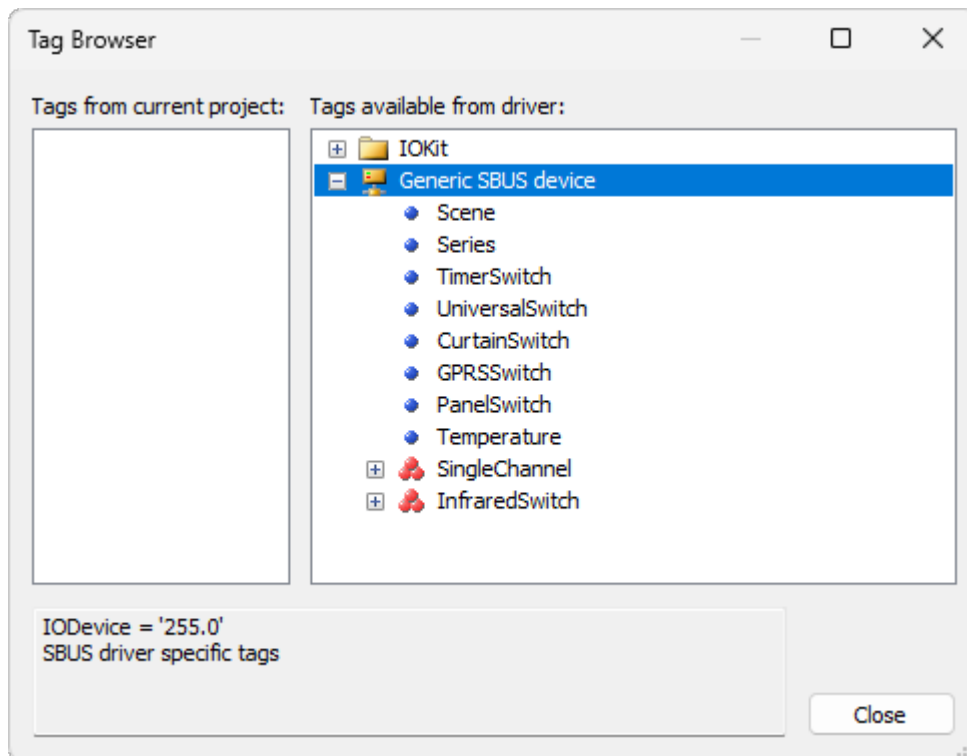 Tag Browser
Tags from current project:
Tags available from driver:
IOKit
Generic SBUS device
Scene
Series
TimerSwitch
UniversalSwitch
CurtainSwitch
GPRSSwitch
PanelSwitch
Temperature
SingleChannel
InfraredSwitch
IODevice = '255.0'
SBUS driver specific tags
Close